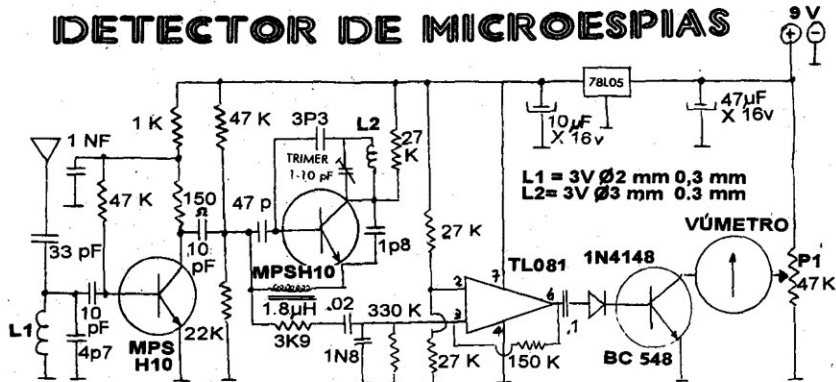 DETECTOR DE MICROESPIAS
9 V
+
-
78L05
1 K
47 K
3P3
L2
27 K
10 µF X 16v
47µF X 16v
1 NF
TRIMER
1-10 pF
L1 = 3V Ø2 mm 0,3 mm
L2= 3V Ø3 mm 0.3 mm
47 K
150 Ω
47 p
VÚMETRO
33 pF
10 pF
1p8
27 K
TL081
1N4148
P1
47 K
MPSH10
2
7
6
3
4
L1
10 pF
4p7
MPS H10
22K
1.8µH
.02
330 K
.1
3K9
1N8
27 K
150 K
BC 548